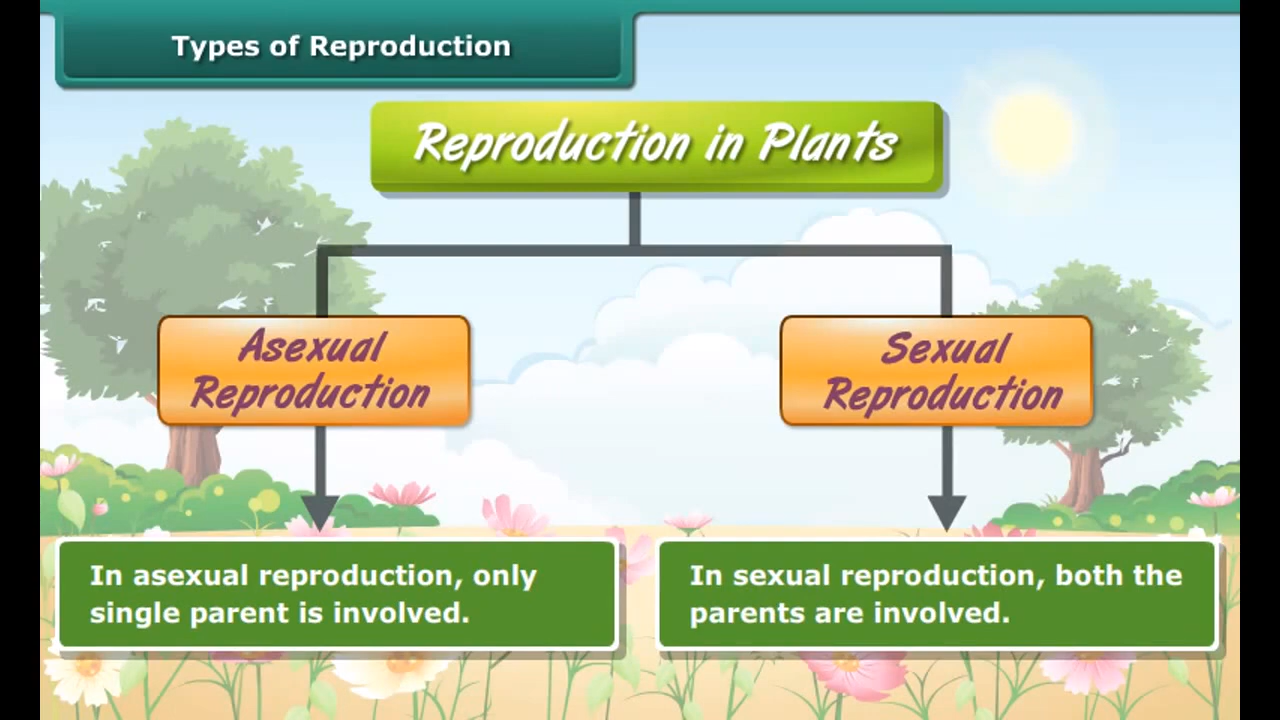 Types of Reproduction
Reproduction in Plants
Asexual
Reproduction
Sexual
Reproduction
In asexual reproduction, only
single parent is involved.
In sexual reproduction, both the
parents are involved.